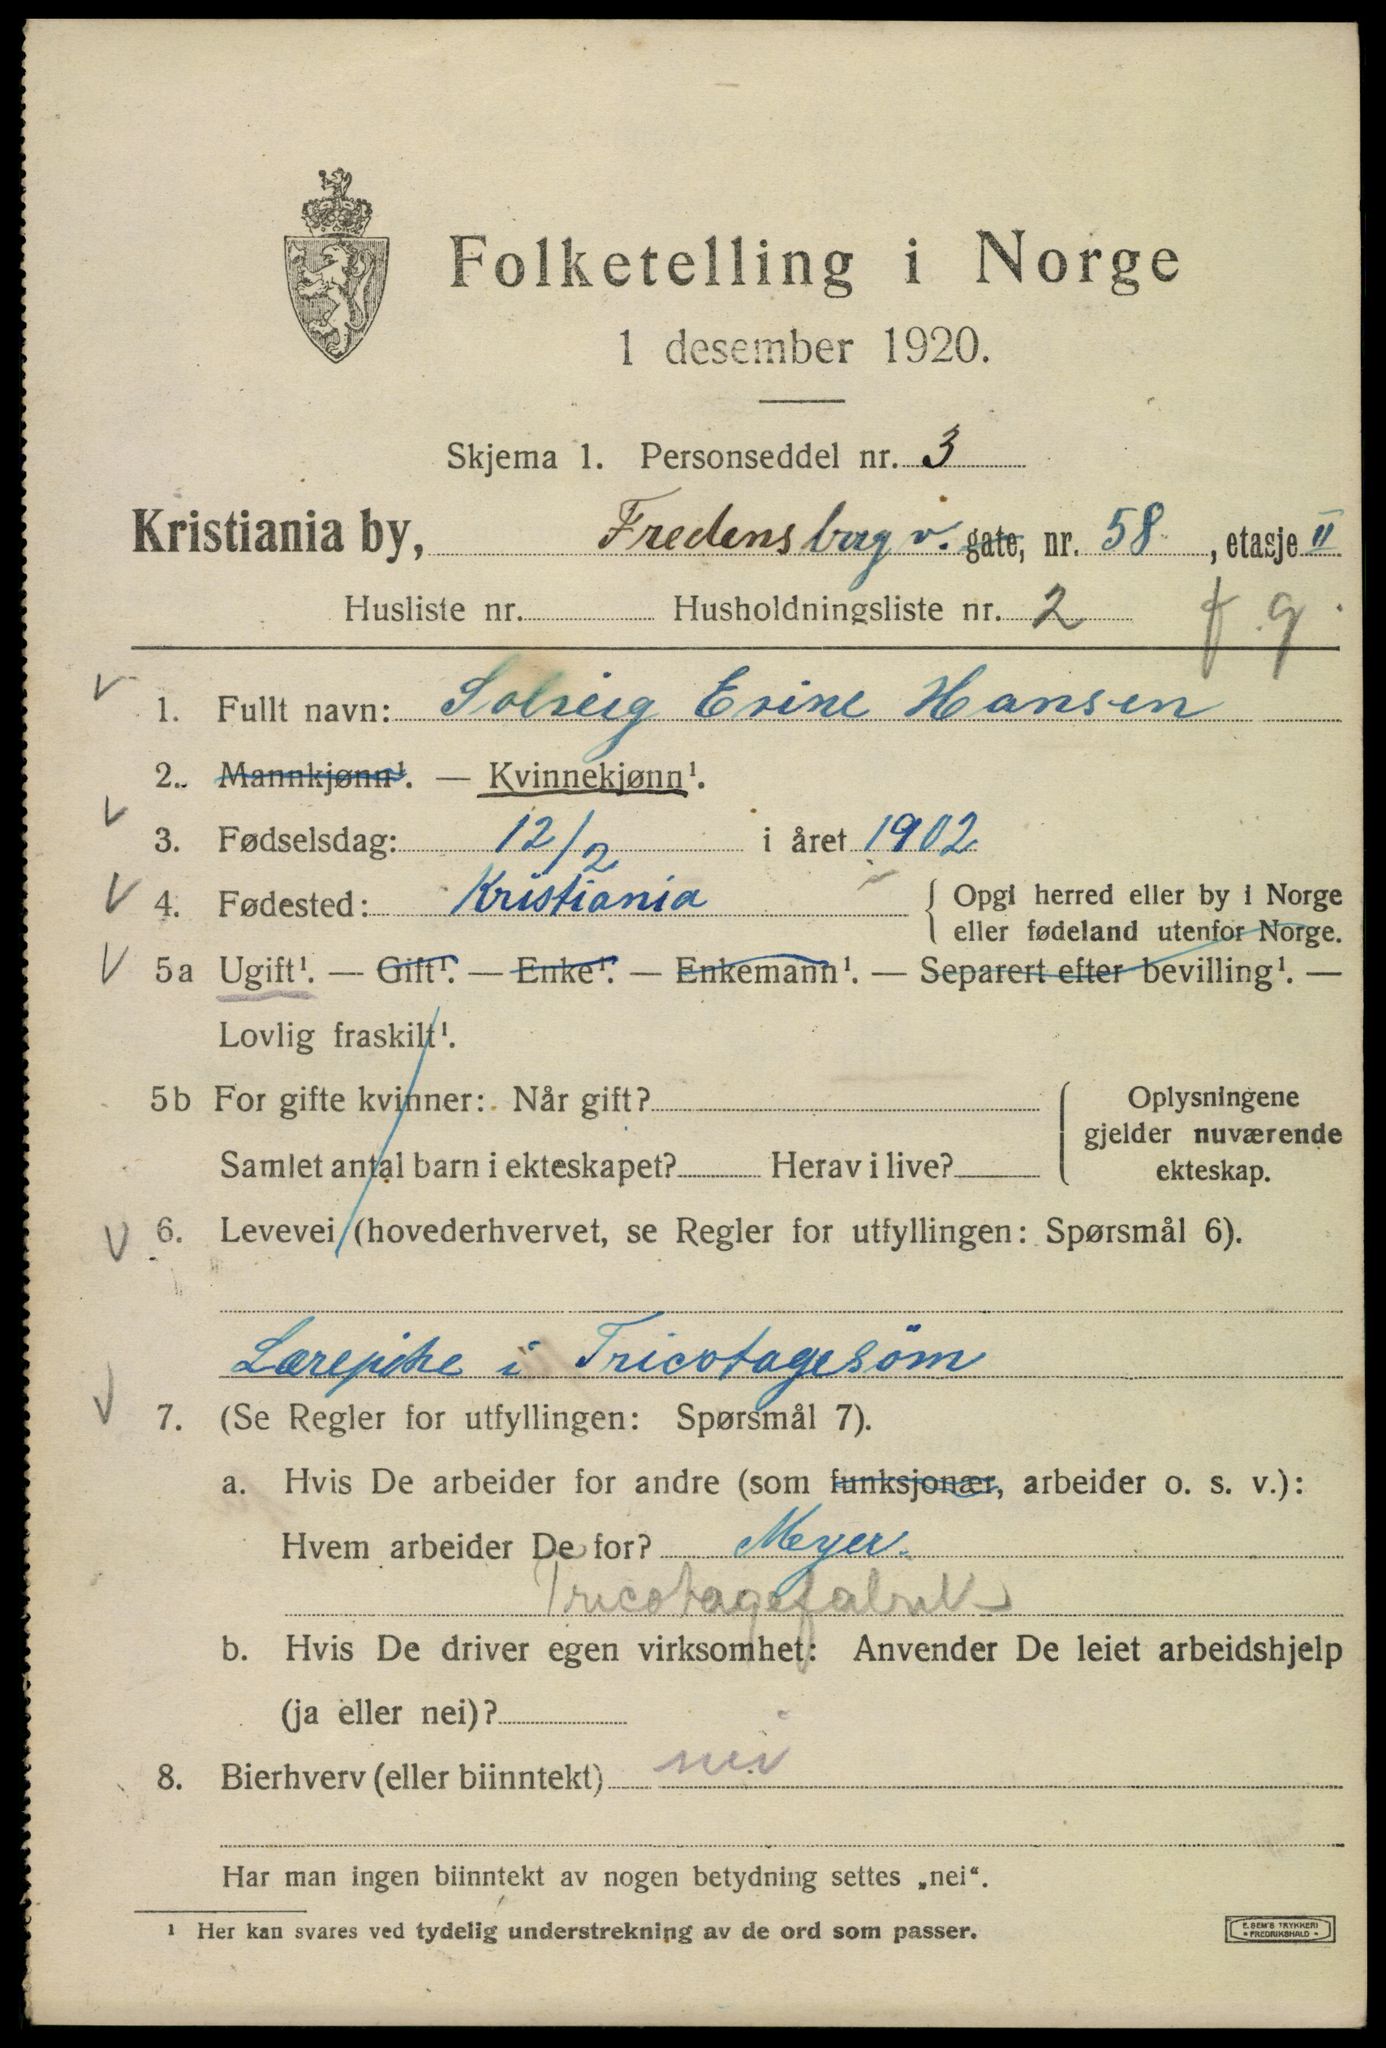 Folketelling i Norge
1 desember 1920.
Skjema 1. Personseddel nr. 3
Kristiania by, Fredensborg v. gate, nr. 58, etasje II
Husliste nr. Husholdningsliste nr. 2 f g.
1. Fullt navn: Solveig Evine Hansen
2. Mannkjønn¹. — Kvinnekjønn¹.
3. Fødselsdag: 12/2 i året 1902
4. Fødested: Kristiania { Opgi herred eller by i Norge
eller fødeland utenfor Norge.
5a Ugift¹. — Gift¹. — Enke¹. — Enkemann¹. — Separert efter bevilling¹. —
Lovlig fraskilt¹.
5b For gifte kvinner: Når gift? { Oplysningene
gjelder nuværende
Samlet antal barn i ekteskapet? Herav i live? ekteskap.
6. Levevei (hovederhvervet, se Regler for utfyllingen: Spørsmål 6).
Lærepike i Tricotagesöm
7. (Se Regler for utfyllingen: Spørsmål 7).
a. Hvis De arbeider for andre (som funksjonær, arbeider o. s. v.):
Hvem arbeider De for? Meyer.
Tricotagefabrik
b. Hvis De driver egen virksomhet: Anvender De leiet arbeidshjelp
(ja eller nei)?
8. Bierhverv (eller biinntekt) nei
Har man ingen biinntekt av nogen betydning settes „nei“.
¹ Her kan svares ved tydelig understrekning av de ord som passer.
E. SEM'S TRYKKERI
FREDRIKSHALD